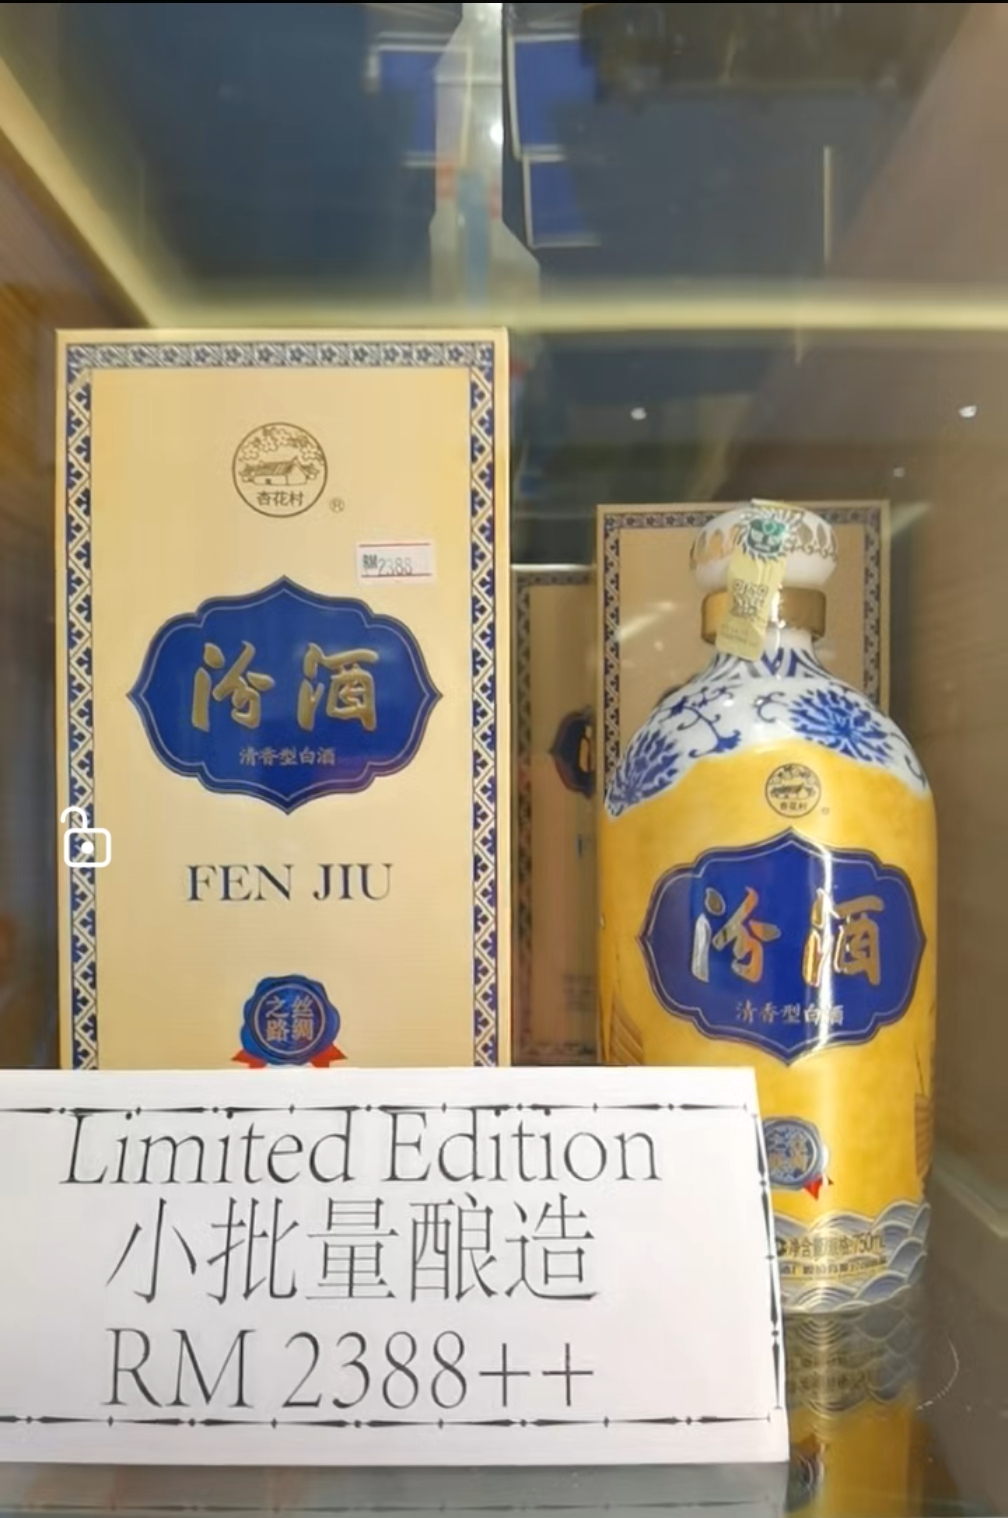 杏花村
®
RM2388
汾酒
清香型白酒
FEN JIU
丝绸
之路
杏花村
汾酒
清香型白酒
750mL
Limited Edition
小批量酿造
RM 2388++